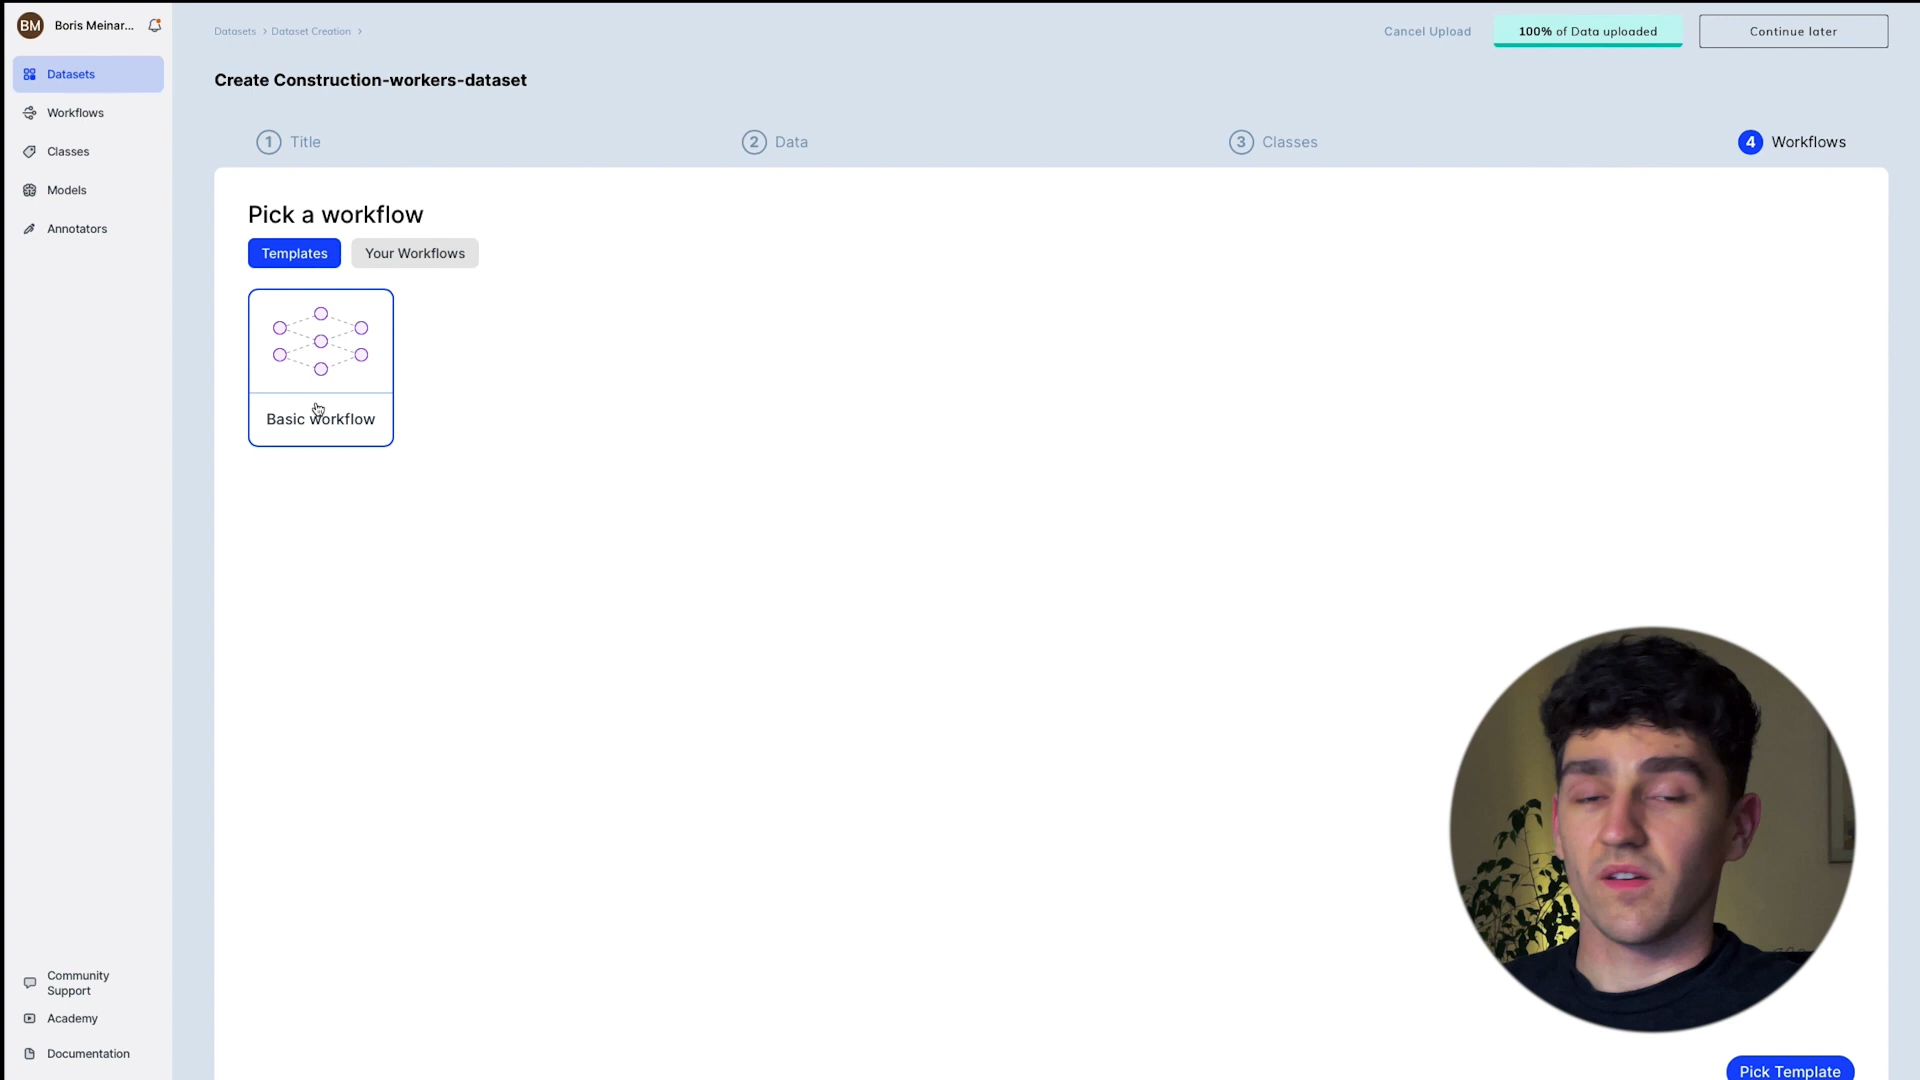 BM Boris Meinar...
Datasets
Workflows
Classes
Models
Annotators
Community
Support
Academy
Documentation
Datasets > Dataset Creation >
Cancel Upload
100% of Data uploaded
Continue later
Create Construction-workers-dataset
1 Title
2 Data
3 Classes
4 Workflows
Pick a workflow
Templates
Your Workflows
Basic workflow
Pick Template